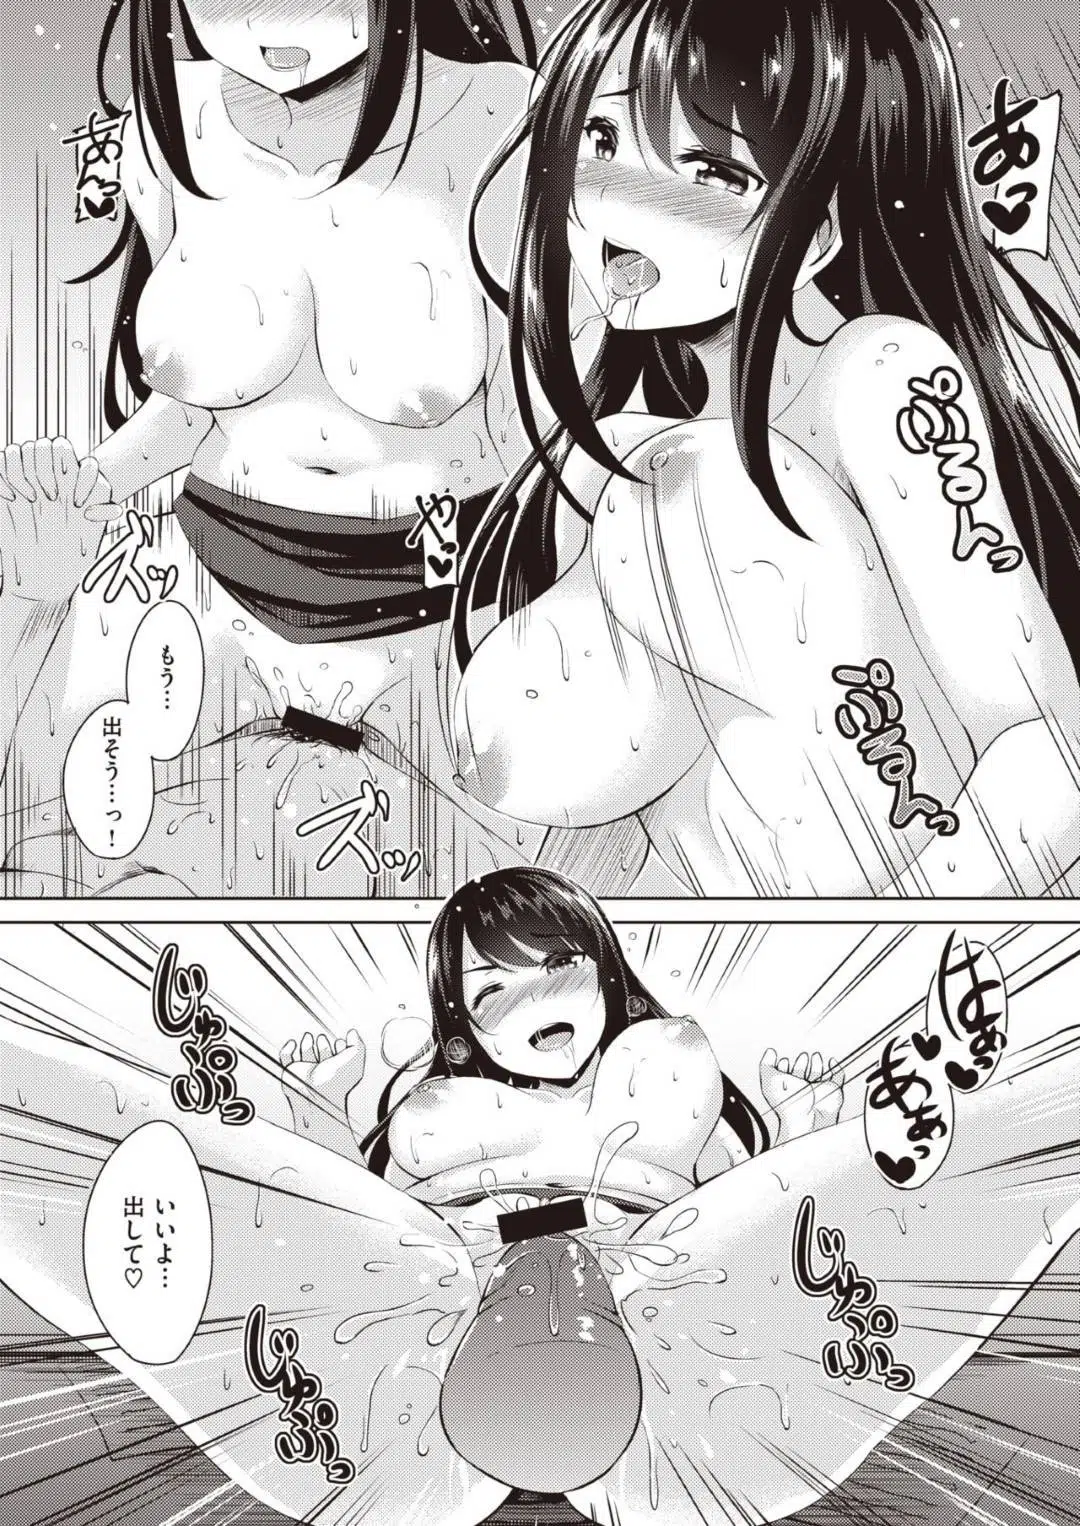 あっ♥
あんっ♥
ぷるんっ
やっ♥
ズッ
ぷるんっ
もう…
出そう…っ！
ズッ
はぁっ♥
あぁっ♥
じゅぷっ
いいよ…
出して♡
じゅぷっ
じゅぷっ